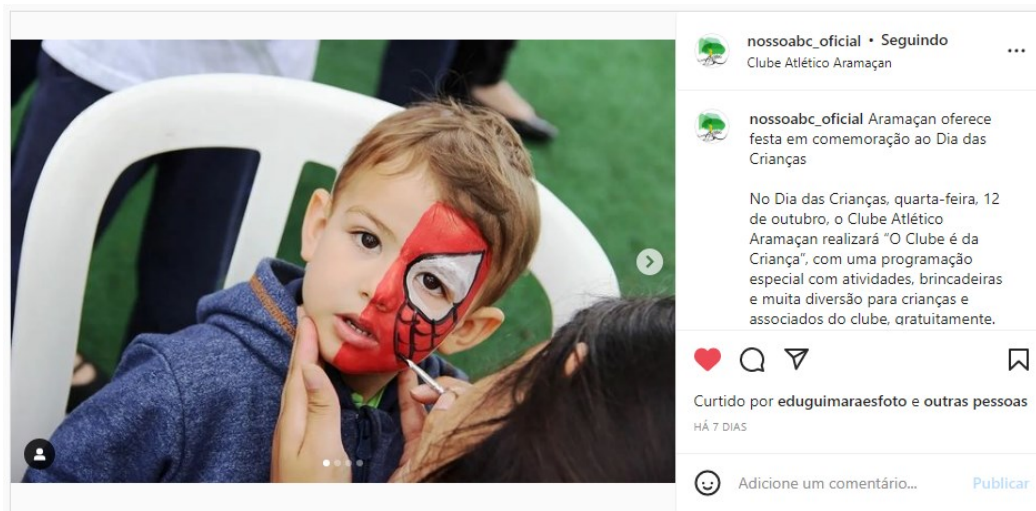 nossoabc_oficial • Seguindo
Clube Atlético Aramaçan
nossoabc_oficial Aramaçan oferece
festa em comemoração ao Dia das
Crianças
No Dia das Crianças, quarta-feira, 12
de outubro, o Clube Atlético
Aramaçan realizará “O Clube é da
Criança”, com uma programação
especial com atividades, brincadeiras
e muita diversão para crianças e
associados do clube, gratuitamente.
Curtido por eduguimaraesfoto e outras pessoas
HÁ 7 DIAS
Adicione um comentário... Publicar